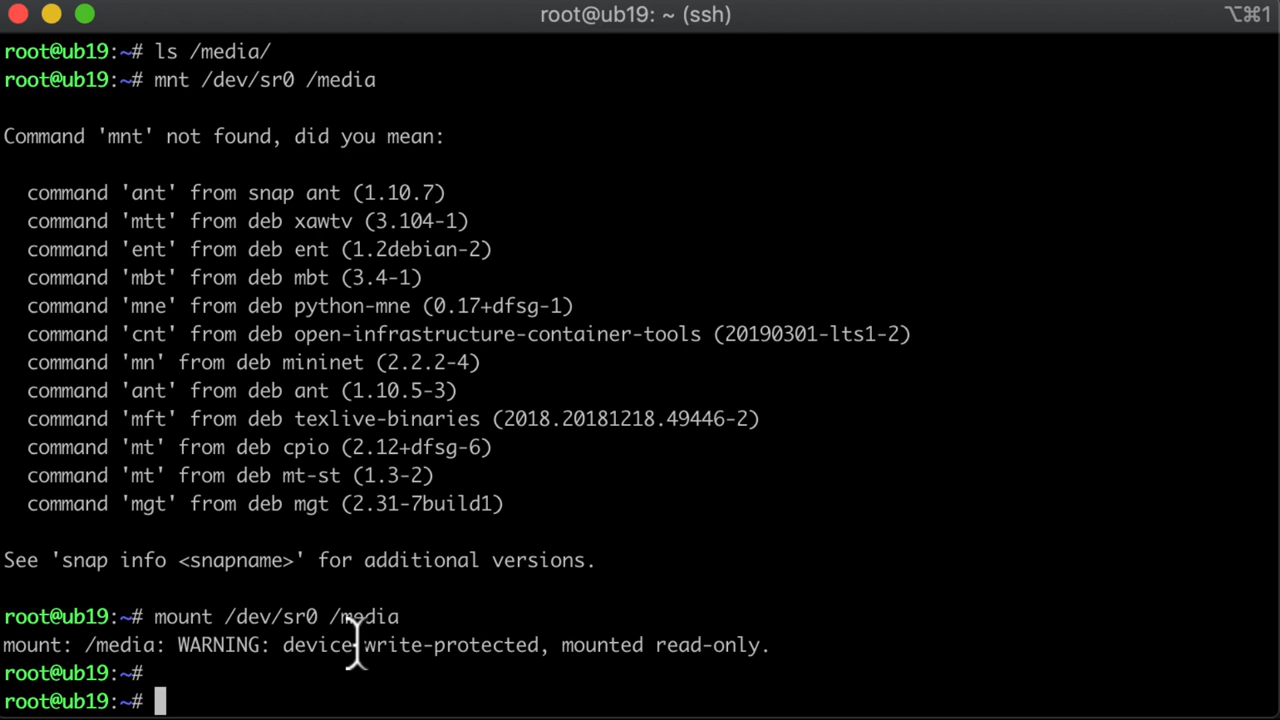 root@ub19: ~ (ssh)
⌥⌘1
root@ub19:~# ls /media/
root@ub19:~# mnt /dev/sr0 /media
Command 'mnt' not found, did you mean:
command 'ant' from snap ant (1.10.7)
command 'mtt' from deb xawtv (3.104-1)
command 'ent' from deb ent (1.2debian-2)
command 'mbt' from deb mbt (3.4-1)
command 'mne' from deb python-mne (0.17+dfsg-1)
command 'cnt' from deb open-infrastructure-container-tools (20190301-lts1-2)
command 'mn' from deb mininet (2.2.2-4)
command 'ant' from deb ant (1.10.5-3)
command 'mft' from deb texlive-binaries (2018.20181218.49446-2)
command 'mt' from deb cpio (2.12+dfsg-6)
command 'mt' from deb mt-st (1.3-2)
command 'mgt' from deb mgt (2.31-7build1)
See 'snap info <snapname>' for additional versions.
root@ub19:~# mount /dev/sr0 /media
mount: /media: WARNING: device write-protected, mounted read-only.
root@ub19:~#
root@ub19:~#